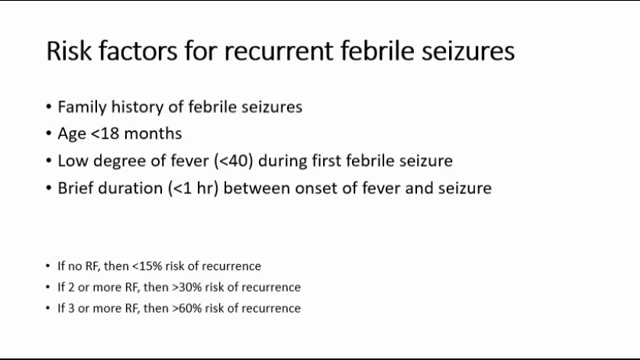 Risk factors for recurrent febrile seizures
• Family history of febrile seizures
• Age <18 months
• Low degree of fever (<40) during first febrile seizure
• Brief duration (<1 hr) between onset of fever and seizure
• If no RF, then <15% risk of recurrence
• If 2 or more RF, then >30% risk of recurrence
• If 3 or more RF, then >60% risk of recurrence